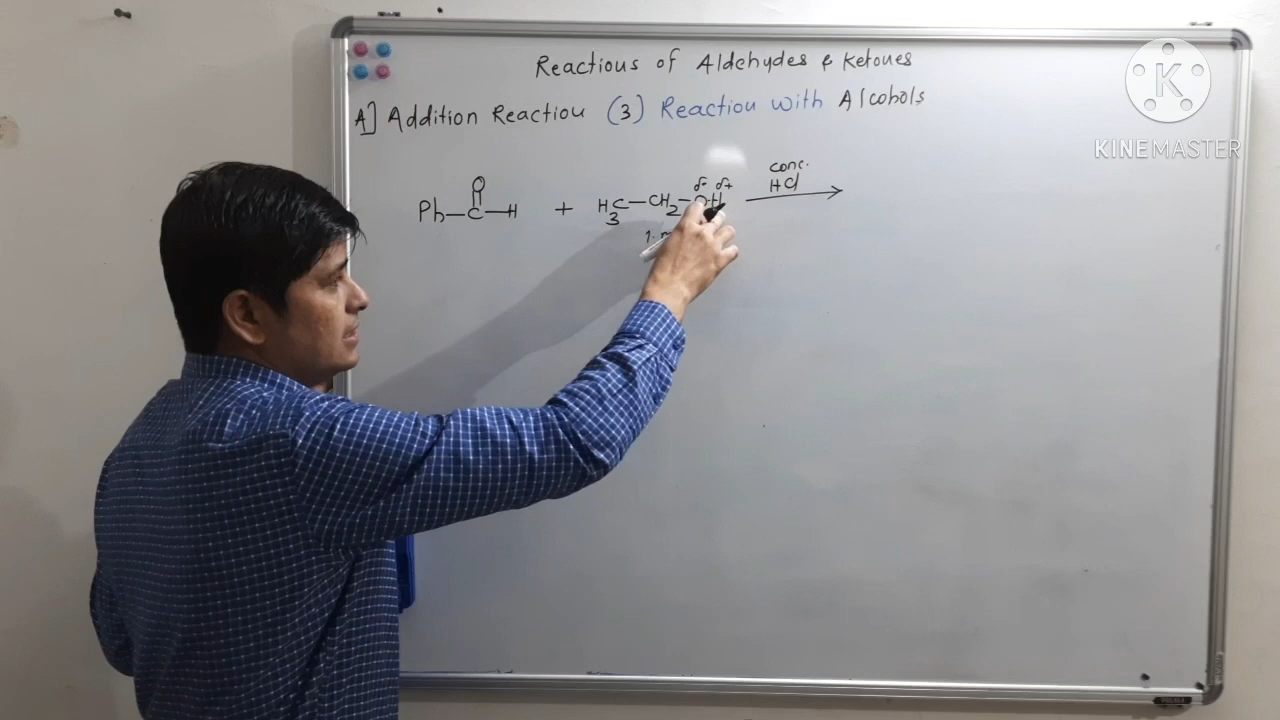 Reactions of Aldehydes & Ketones
A] Addition Reaction (3) Reaction with Alcohols
KINEMASTER
conc.
HCl
δ- δ+
O
Ph-C-H + H3C-CH2-OH
K